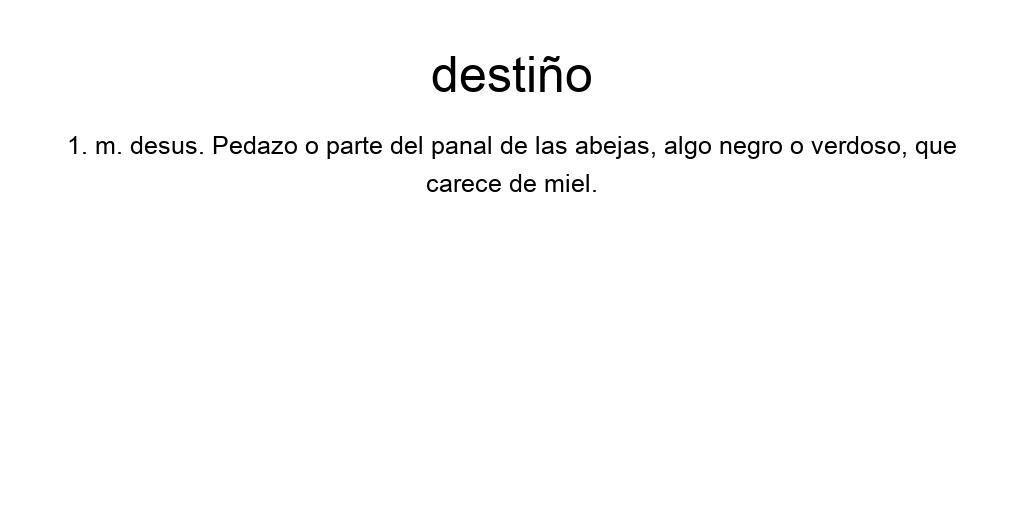 destiño
1. m. desus. Pedazo o parte del panal de las abejas, algo negro o verdoso, que
carece de miel.